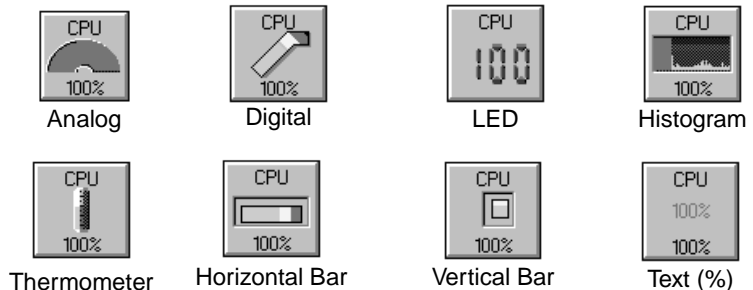 CPU
100%
Analog
CPU
100%
Digital
CPU
100
LED
CPU
100%
Histogram
CPU
100%
Thermometer
CPU
100%
Horizontal Bar
CPU
100%
Vertical Bar
CPU
100%
100%
Text (%)